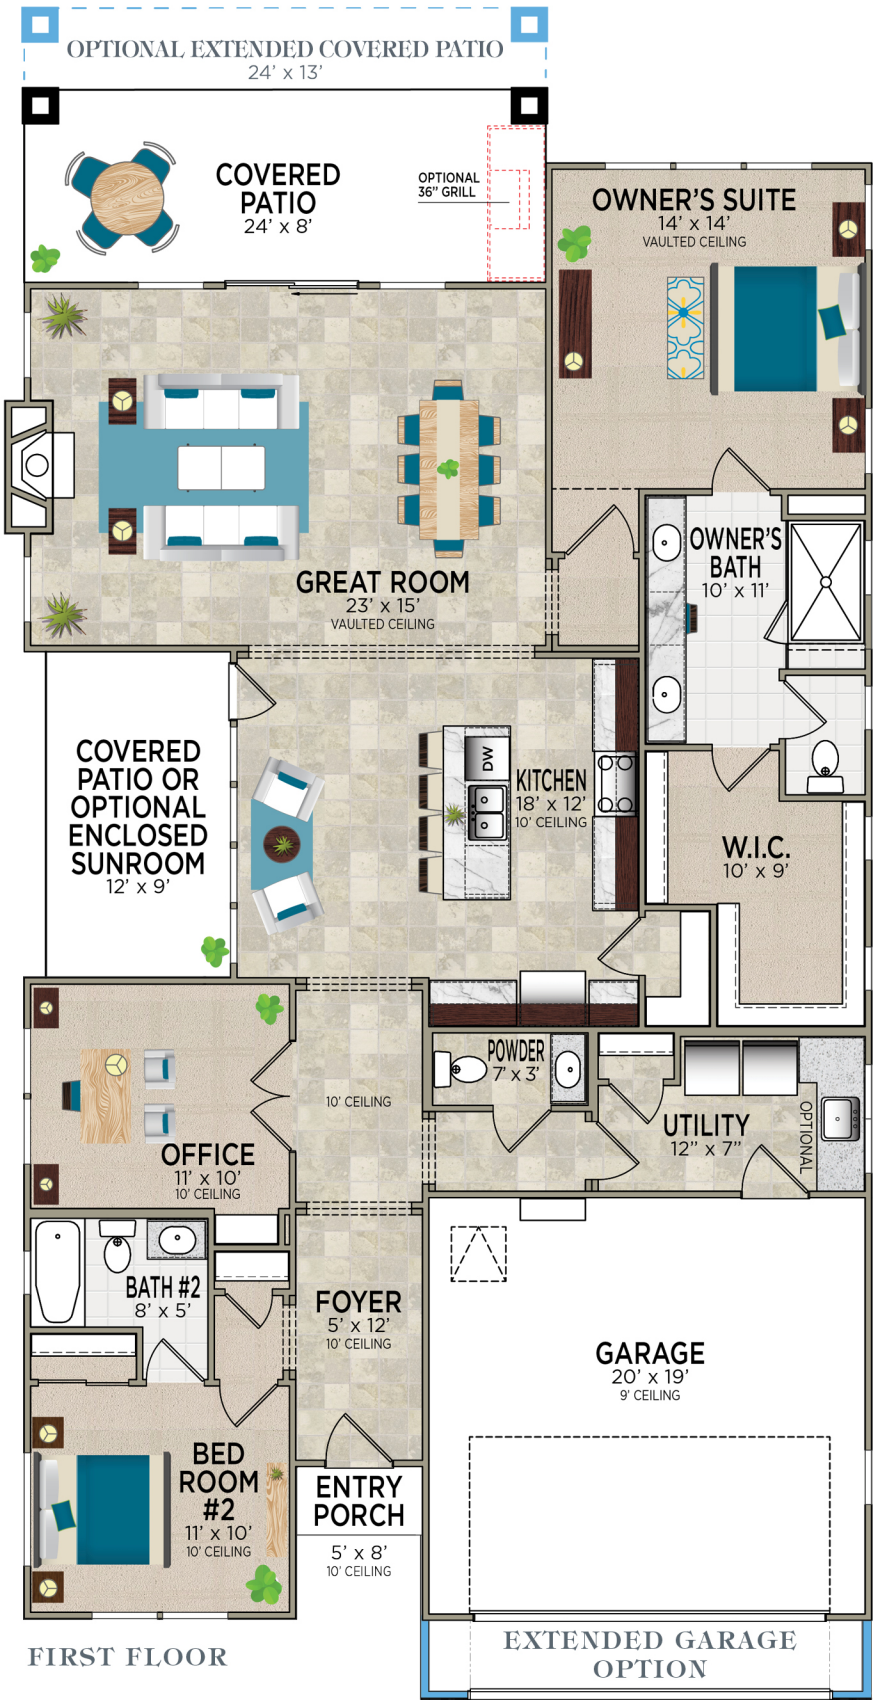 OPTIONAL EXTENDED COVERED PATIO
24' x 13'
COVERED
PATIO
24' x 8'
OPTIONAL
36" GRILL
OWNER'S SUITE
14' x 14'
VAULTED CEILING
GREAT ROOM
23' x 15'
VAULTED CEILING
OWNER'S
BATH
10' x 11'
COVERED
PATIO OR
OPTIONAL
ENCLOSED
SUNROOM
12' x 9'
DW
KITCHEN
18' x 12'
10' CEILING
W.I.C.
10' x 9'
POWDER
7' x 3'
10' CEILING
UTILITY
12" x 7"
OPTIONAL
OFFICE
11' x 10'
10' CEILING
BATH #2
8' x 5'
FOYER
5' x 12'
10' CEILING
GARAGE
20' x 19'
9' CEILING
BED
ROOM
#2
11' x 10'
10' CEILING
ENTRY
PORCH
5' x 8'
10' CEILING
FIRST FLOOR
EXTENDED GARAGE
OPTION